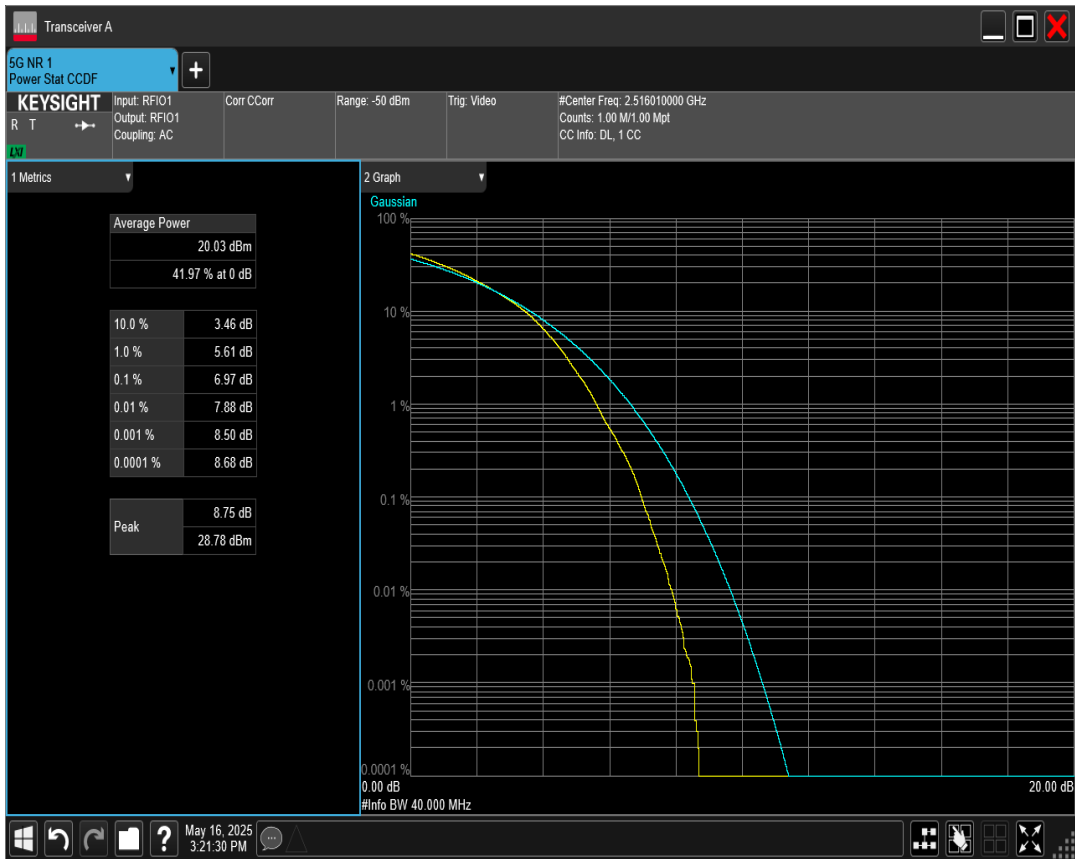 Transceiver A
5G NR 1
Power Stat CCDF
KEYSIGHT
R T
LXI
Input: RFIO1
Output: RFIO1
Coupling: AC
Corr CCorr
Range: -50 dBm
Trig: Video
#Center Freq: 2.516010000 GHz
Counts: 1.00 M/1.00 Mpt
CC Info: DL, 1 CC
1 Metrics
Average Power
20.03 dBm
41.97 % at 0 dB
10.0 % 3.46 dB
1.0 % 5.61 dB
0.1 % 6.97 dB
0.01 % 7.88 dB
0.001 % 8.50 dB
0.0001 % 8.68 dB
Peak 8.75 dB
28.78 dBm
2 Graph
Gaussian
100 %
10 %
1 %
0.1 %
0.01 %
0.001 %
0.0001 %
0.00 dB 20.00 dB
#Info BW 40.000 MHz
May 16, 2025
3:21:30 PM